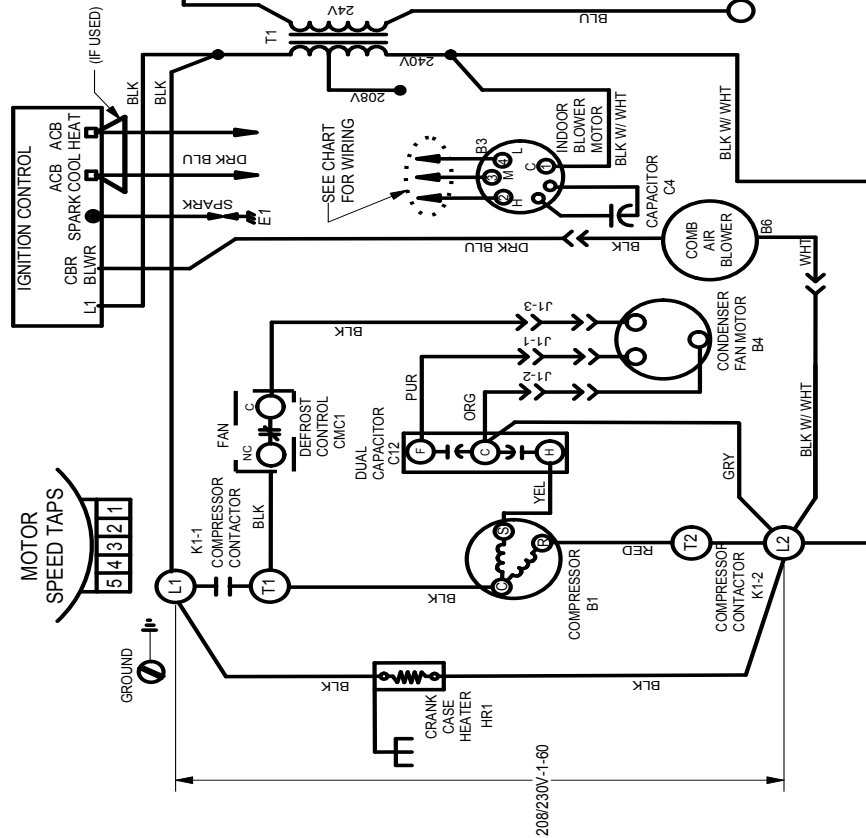 MOTOR
SPEED TAPS
5 4 3 2 1
GROUND
L1
K1-1
COMPRESSOR
CONTACTOR
T1
BLK
BLK
BLK
CRANK
CASE
HEATER
HR1
BLK
208/230V-1-60
FAN
NC
C
DEFROST
CONTROL
CMC1
BLK
DUAL
CAPACITOR
C12
F
C
H
PUR
ORG
YEL
C
S
R
COMPRESSOR
B1
RED
T2
COMPRESSOR
CONTACTOR
K1-2
L2
GRY
BLK W/ WHT
J1-3
J1-1
J1-2
CONDENSER
FAN MOTOR
B4
IGNITION CONTROL
L1
CBR
BLWR
SPARK
ACB
COOL
ACB
HEAT
(IF USED)
BLK
BLK
SPARK
E1
DRK BLU
DRK BLU
BLK
COMB
AIR
BLOWER
B6
WHT
SEE CHART
FOR WIRING
B3
2
3
4
H
M
L
C
1
INDOOR
BLOWER
MOTOR
CAPACITOR
C4
BLK W/ WHT
T1
24V
208V
240V
BLU
BLK W/ WHT